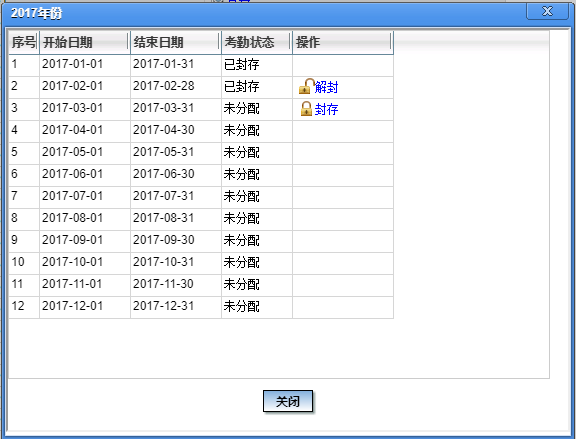 2017年份
序号 开始日期 结束日期 考勤状态 操作
1 2017-01-01 2017-01-31 已封存
2 2017-02-01 2017-02-28 已封存 解封
3 2017-03-01 2017-03-31 未分配 封存
4 2017-04-01 2017-04-30 未分配
5 2017-05-01 2017-05-31 未分配
6 2017-06-01 2017-06-30 未分配
7 2017-07-01 2017-07-31 未分配
8 2017-08-01 2017-08-31 未分配
9 2017-09-01 2017-09-30 未分配
10 2017-10-01 2017-10-31 未分配
11 2017-11-01 2017-11-30 未分配
12 2017-12-01 2017-12-31 未分配
关闭